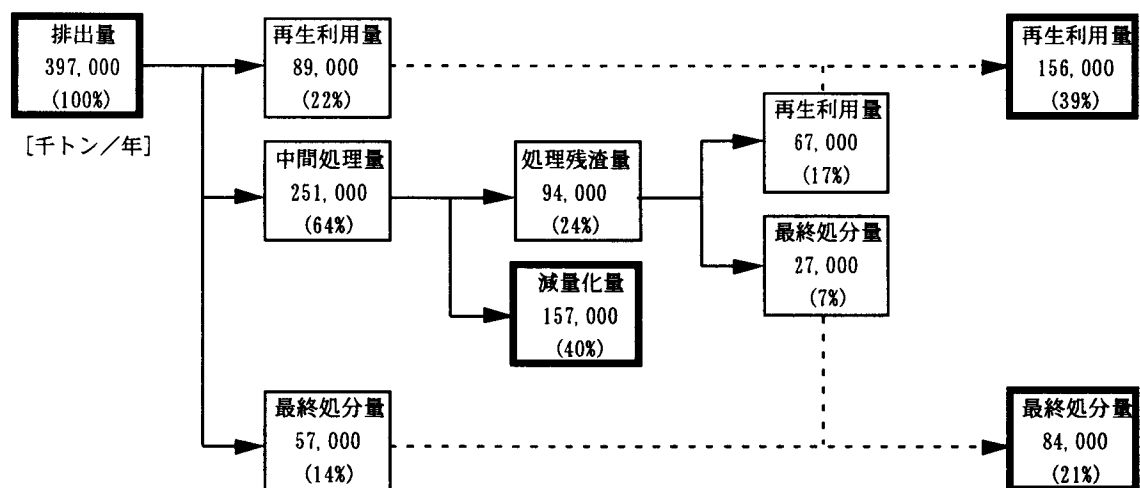 排出量
397,000
(100%)
[千トン／年]
再生利用量
89,000
(22%)
中間処理量
251,000
(64%)
最終処分量
57,000
(14%)
処理残渣量
94,000
(24%)
減量化量
157,000
(40%)
再生利用量
67,000
(17%)
最終処分量
27,000
(7%)
再生利用量
156,000
(39%)
最終処分量
84,000
(21%)